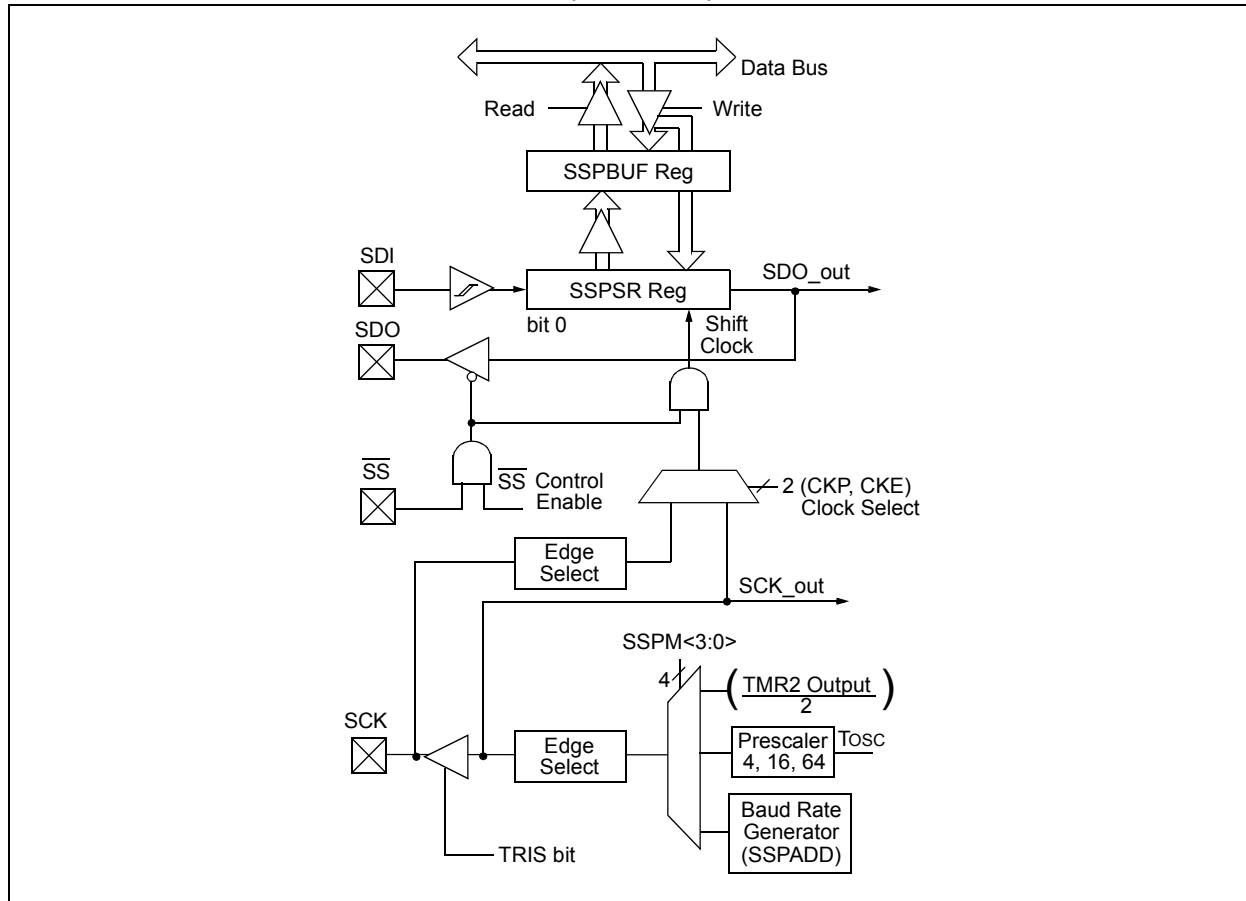 Data Bus
Read
Write
SSPBUF Reg
SDI
SDO_out
SSPSR Reg
bit 0
Shift
Clock
SDO
SS
SS Control
Enable
2 (CKP, CKE)
Clock Select
Edge
Select
SCK_out
SSPM<3:0>
4
(TMR2 Output
2)
SCK
Edge
Select
Prescaler
4, 16, 64
TOSC
Baud Rate
Generator
(SSPADD)
TRIS bit